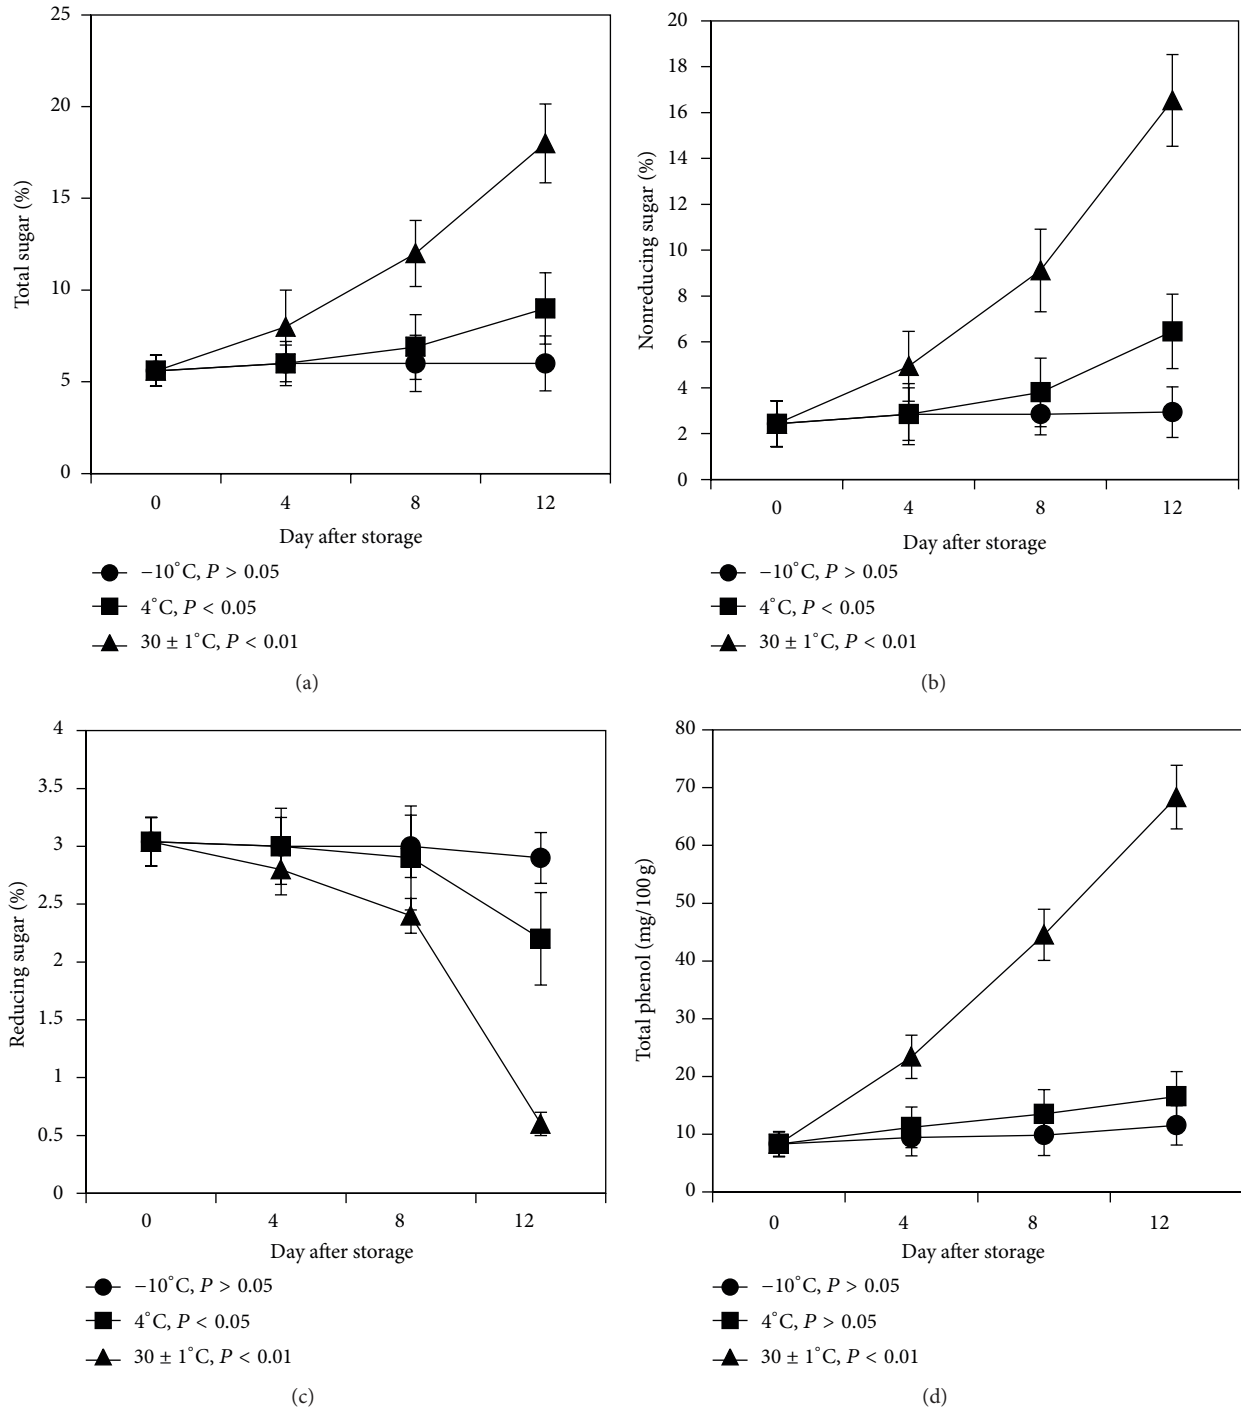 25
20
15
10
5
0
Total sugar (%)
0 4 8 12
Day after storage
−10°C, P > 0.05
4°C, P < 0.05
30 ± 1°C, P < 0.01
(a)
20
18
16
14
12
10
8
6
4
2
0
Nonreducing sugar (%)
0 4 8 12
Day after storage
−10°C, P > 0.05
4°C, P < 0.05
30 ± 1°C, P < 0.01
(b)
4
3.5
3
2.5
2
1.5
1
0.5
0
Reducing sugar (%)
0 4 8 12
Day after storage
−10°C, P > 0.05
4°C, P < 0.05
30 ± 1°C, P < 0.01
(c)
80
70
60
50
40
30
20
10
0
Total phenol (mg/100 g)
0 4 8 12
Day after storage
−10°C, P > 0.05
4°C, P > 0.05
30 ± 1°C, P < 0.01
(d)